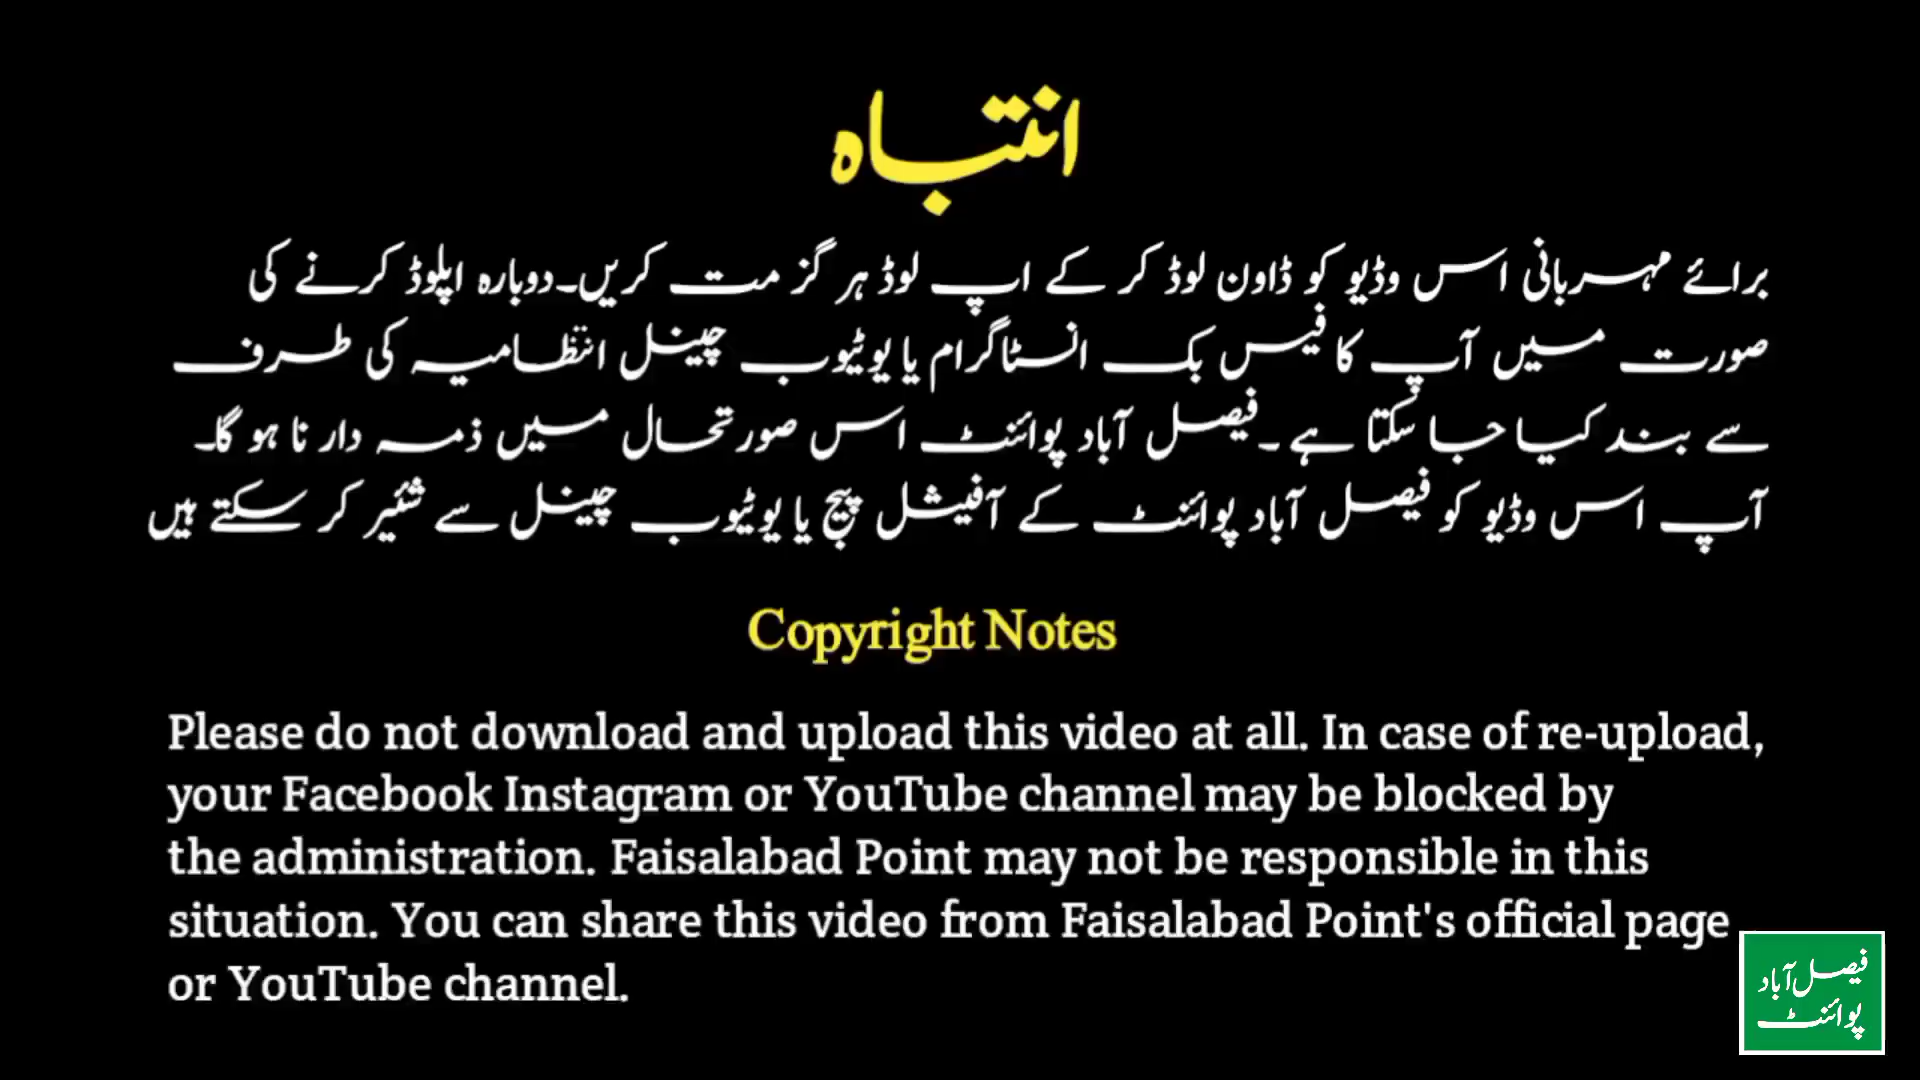 انتباہ
برائے مہربانی اس وڈیو کو ڈاون لوڈ کر کے اپ لوڈ ہر گز مت کریں۔دوبارہ اپلوڈ کرنے کی
صورت میں آپ کا فیس بک انسٹاگرام یا یوٹیوب چینل انتظامیہ کی طرف
سے بند کیا جا سکتا ہے ۔فیصل آباد پوائنٹ اس صورتحال میں ذمہ دار نا ہو گا۔
آپ اس وڈیو کو فیصل آباد پوائنٹ کے آفیشل پیج یا یوٹیوب چینل سے شئیر کر سکتے ہیں
Copyright Notes
Please do not download and upload this video at all. In case of re-upload,
your Facebook Instagram or YouTube channel may be blocked by
the administration. Faisalabad Point may not be responsible in this
situation. You can share this video from Faisalabad Point's official page
or YouTube channel.
فیصل آباد
پوائنٹ